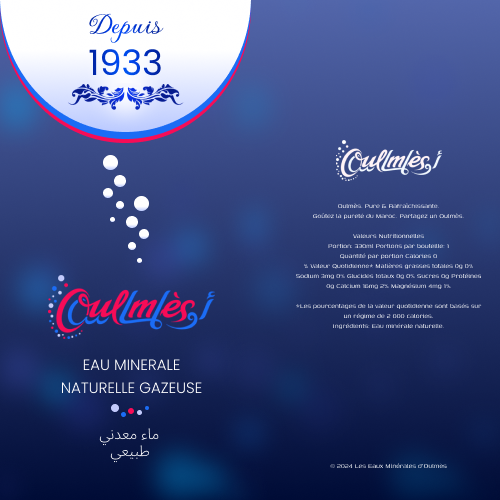 Depuis
1933
Oulmès
EAU MINERALE
NATURELLE GAZEUSE
ماء معدني
طبيعي
Oulmès
Oulmès. Pure & Rafraîchissante.
Goûtez la pureté du Maroc. Partagez un Oulmès.
Valeurs Nutritionnelles
Portion: 330ml Portions par bouteille: 1
Quantité par portion Calories 0
% Valeur Quotidienne* Matières grasses totales 0g 0%
Sodium 3mg 0% Glucides totaux 0g 0% Sucres 0g Protéines
0g Calcium 16mg 2% Magnésium 4mg 1%
*Les pourcentages de la valeur quotidienne sont basés sur
un régime de 2 000 calories.
Ingrédients: Eau minérale naturelle.
© 2024 Les Eaux Minérales d'Oulmès